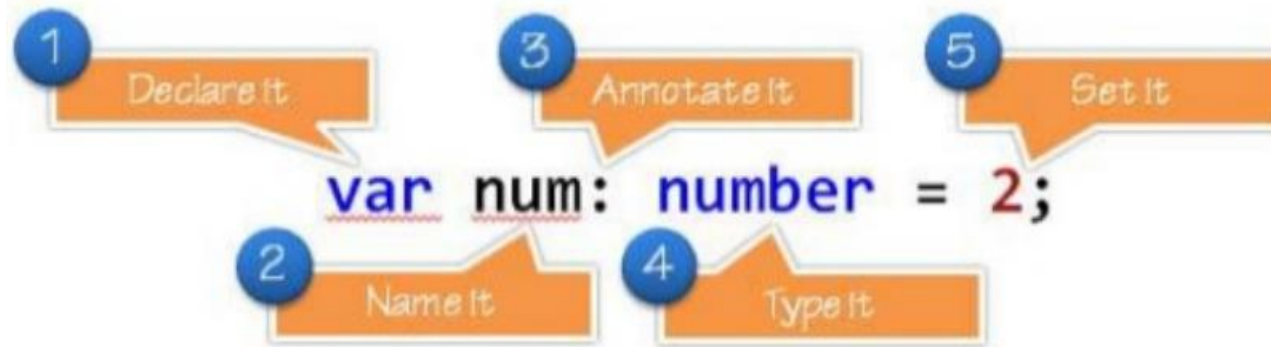 1
Declare it
3
Annotate it
5
Set it
var num: number = 2;
2
Name it
4
Type it